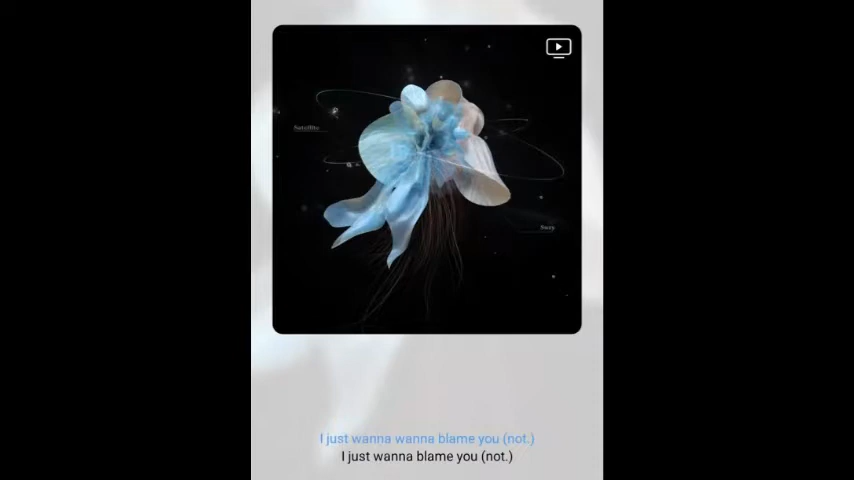 Satellite
Suzy
I just wanna wanna blame you (not.)
I just wanna blame you (not.)